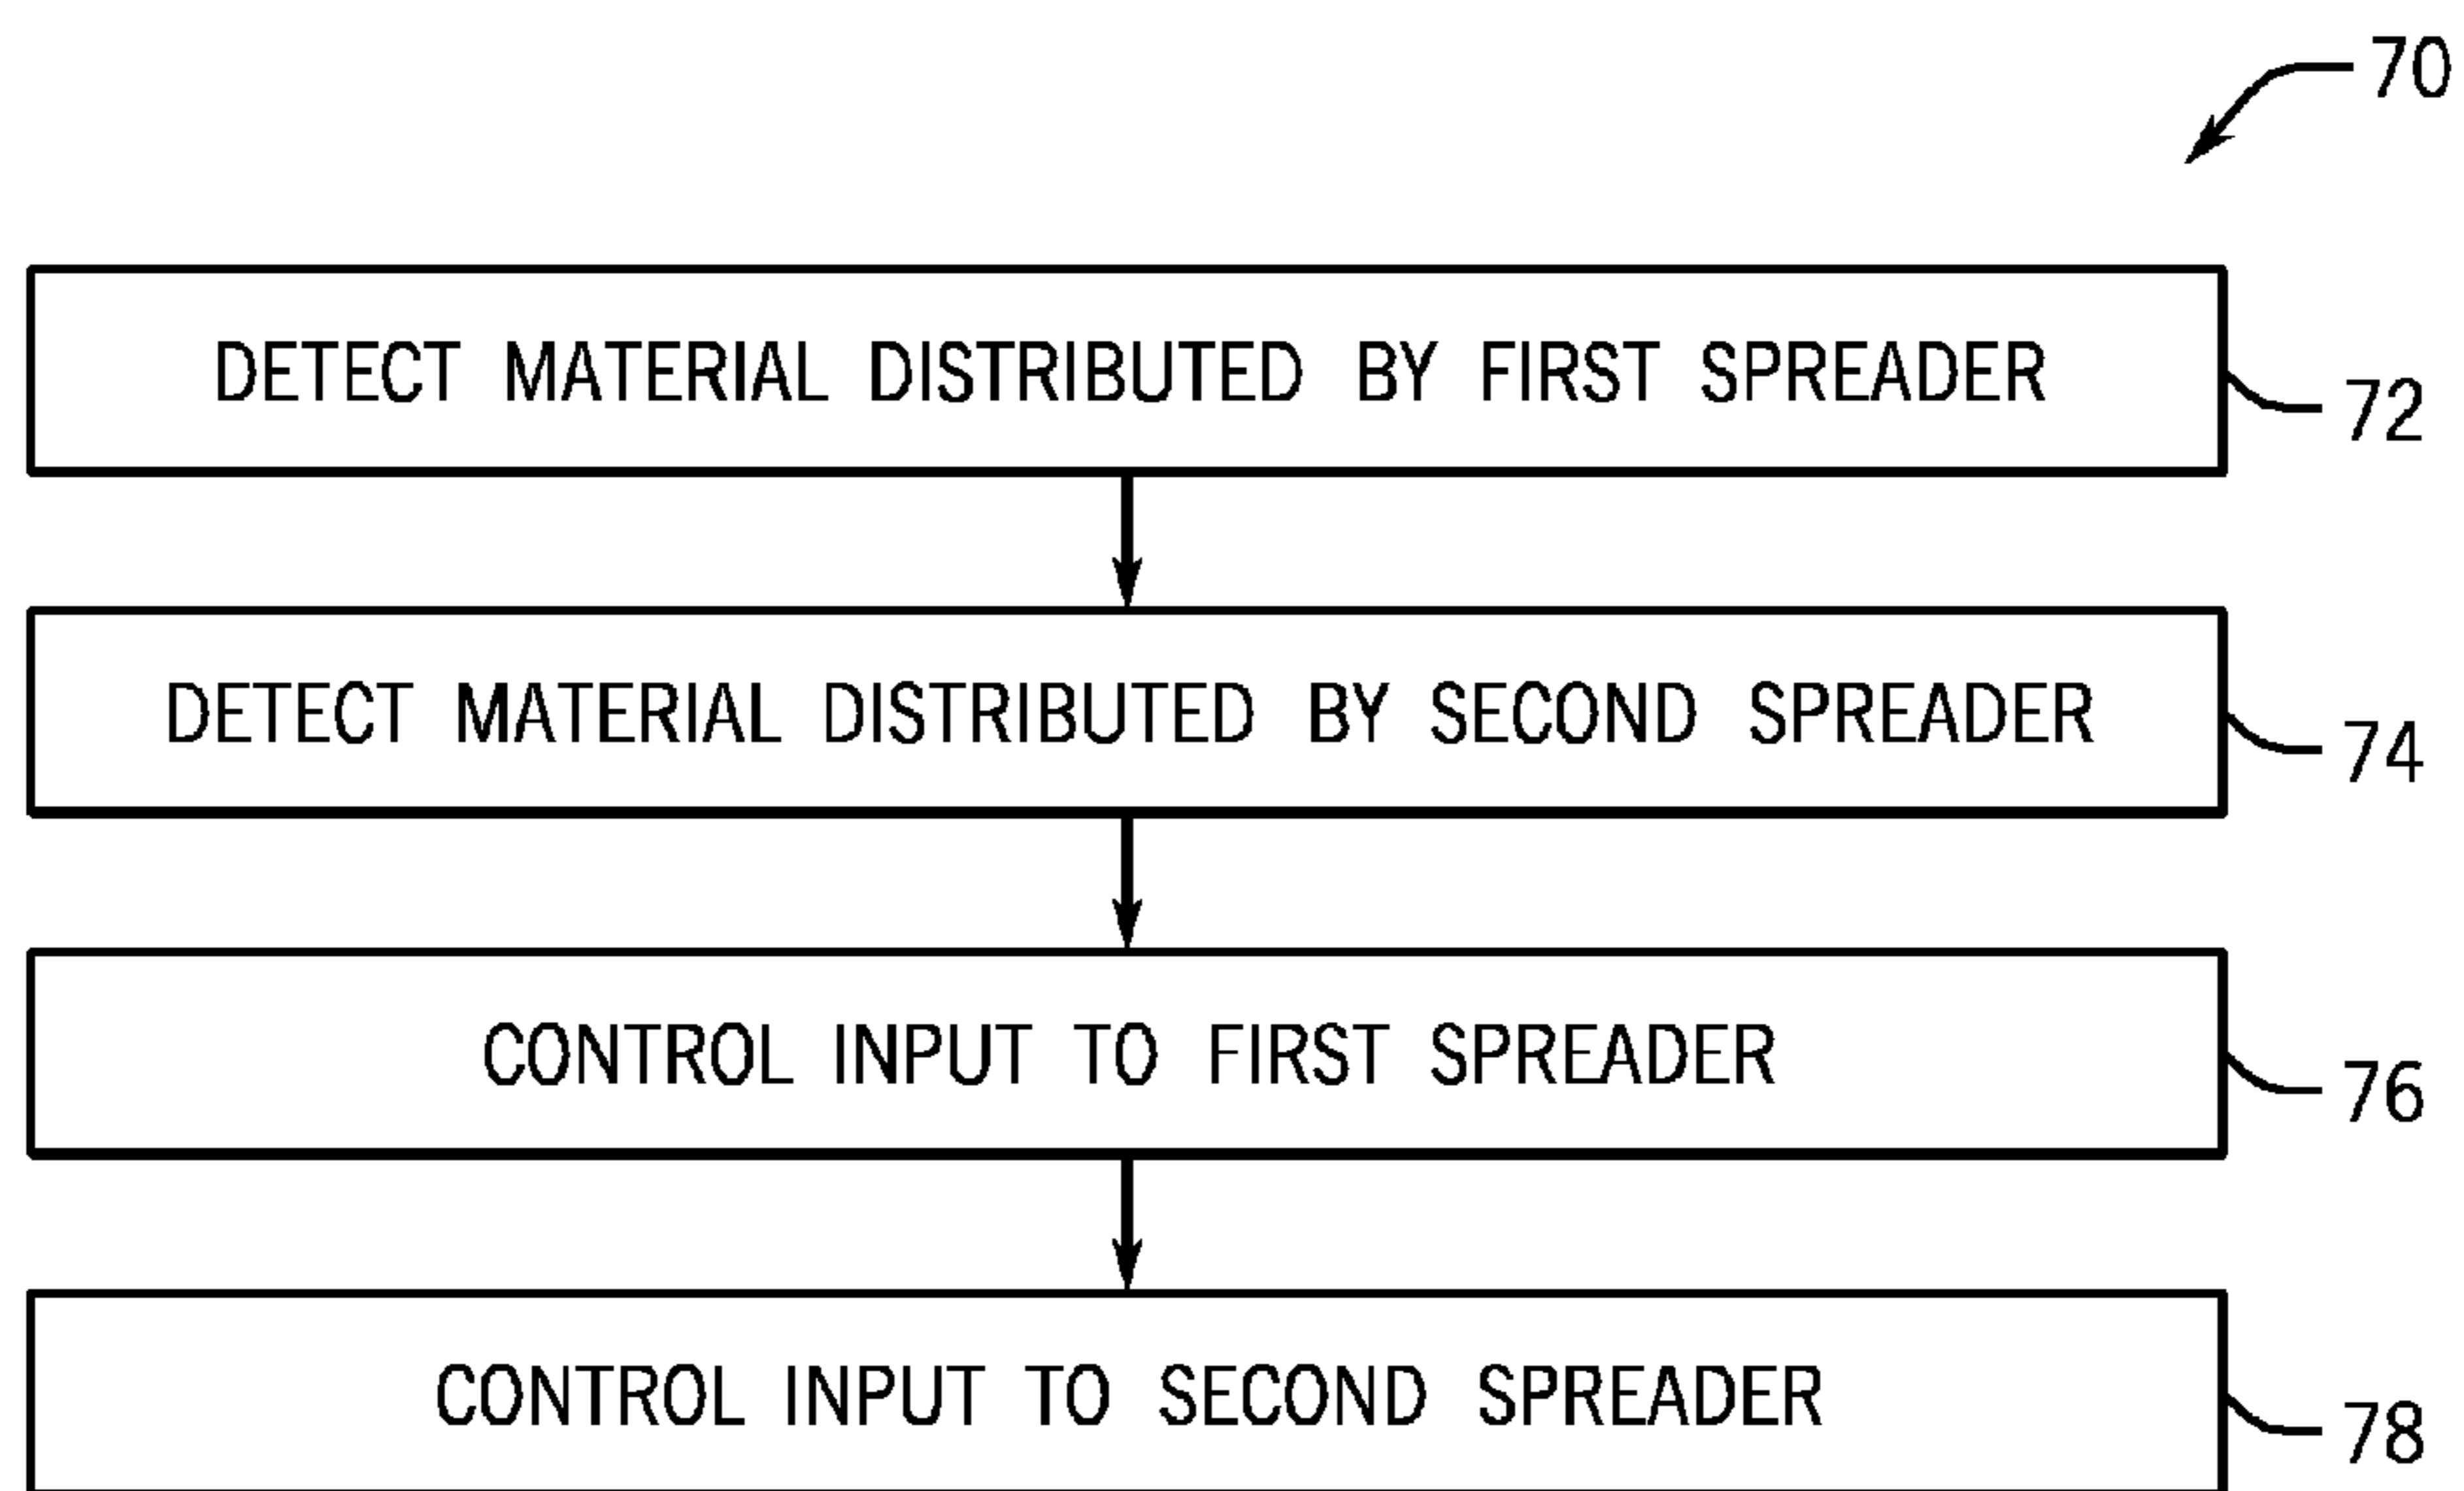 70
DETECT MATERIAL DISTRIBUTED BY FIRST SPREADER
72
DETECT MATERIAL DISTRIBUTED BY SECOND SPREADER
74
CONTROL INPUT TO FIRST SPREADER
76
CONTROL INPUT TO SECOND SPREADER
78